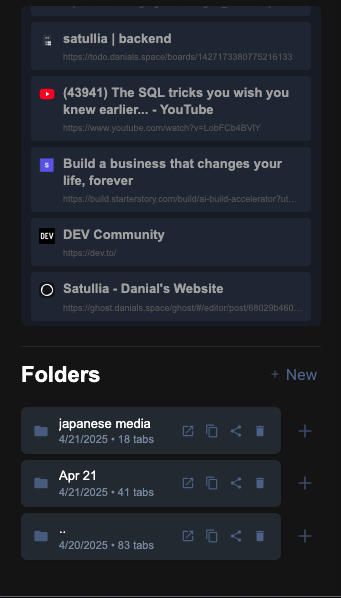 satullia | backend
https://todo.danials.space/boards/1427173380775216133
(43941) The SQL tricks you wish you
knew earlier... - YouTube
https://www.youtube.com/watch?v=LobFCb4BVlY
S
Build a business that changes your
life, forever
https://build.starterstory.com/build/ai-build-accelerator?ut...
DEV
DEV Community
https://dev.to/
Satullia - Danial's Website
https://ghost.danials.space/ghost/#/editor/post/68029b460...
Folders
+ New
japanese media
4/21/2025 • 18 tabs
Apr 21
4/21/2025 • 41 tabs
..
4/20/2025 • 83 tabs